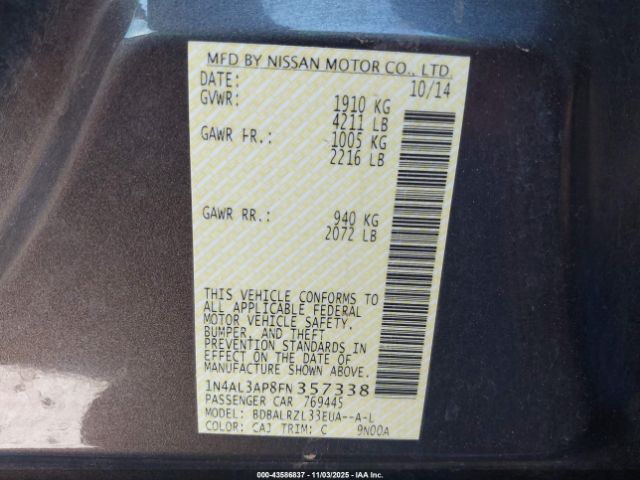 MFD BY NISSAN MOTOR CO., LTD.
DATE: 10/14
GVWR: 1910 KG
4211 LB
GAWR FR.: 1005 KG
2216 LB
GAWR RR.: 940 KG
2072 LB
THIS VEHICLE CONFORMS TO
ALL APPLICABLE FEDERAL
MOTOR VEHICLE SAFETY,
BUMPER, AND THEFT
PREVENTION STANDARDS IN
EFFECT ON THE DATE OF
MANUFACTURE SHOWN ABOVE.
1N4AL3AP8FN357338
PASSENGER CAR 769445
MODEL: BDBALRZL33EUA--A-L
COLOR: CAJ TRIM: C 9N00A
000-43586837 - 11/03/2025 - IAA Inc.